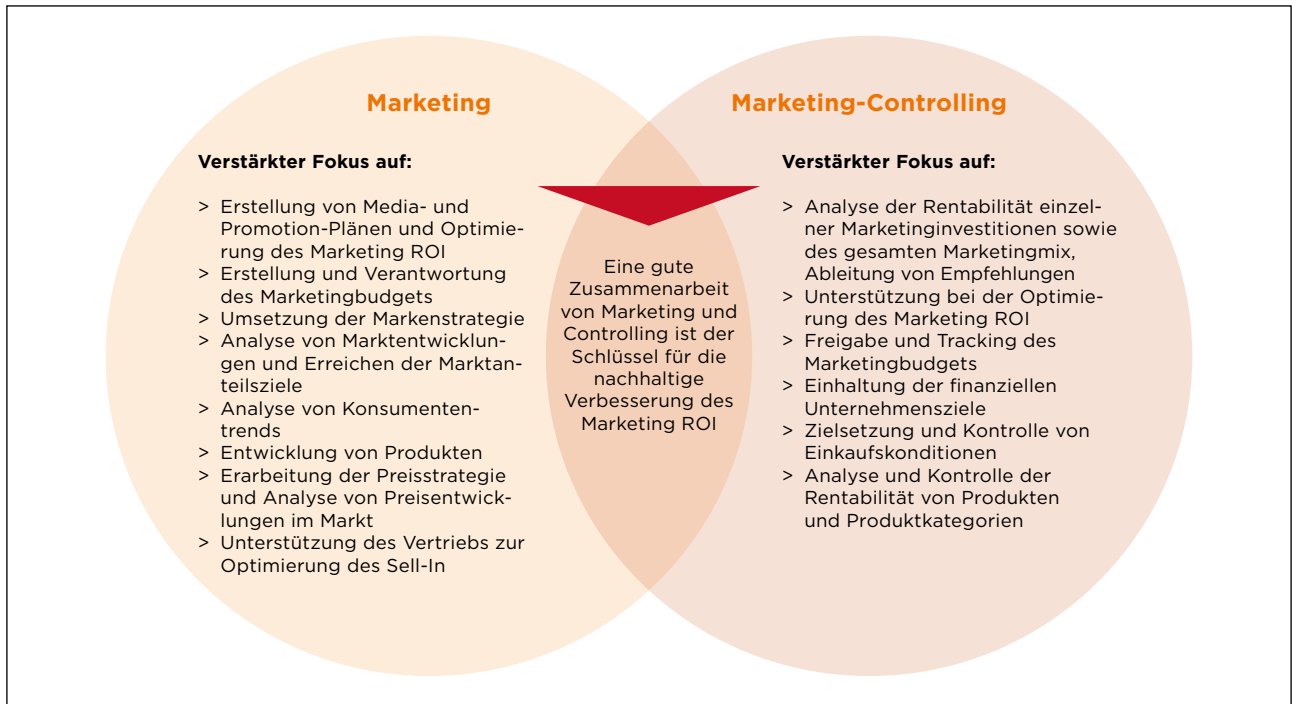 Marketing
Verstärkter Fokus auf:
> Erstellung von Media- und
Promotion-Plänen und Optimie-
rung des Marketing ROI
> Erstellung und Verantwortung
des Marketingbudgets
> Umsetzung der Markenstrategie
> Analyse von Marktentwicklun-
gen und Erreichen der Marktan-
teilsziele
> Analyse von Konsumenten-
trends
> Entwicklung von Produkten
> Erarbeitung der Preisstrategie
und Analyse von Preisentwick-
lungen im Markt
> Unterstützung des Vertriebs zur
Optimierung des Sell-In
Eine gute
Zusammenarbeit
von Marketing und
Controlling ist der
Schlüssel für die
nachhaltige
Verbesserung des
Marketing ROI
Marketing-Controlling
Verstärkter Fokus auf:
> Analyse der Rentabilität einzel-
ner Marketinginvestitionen sowie
des gesamten Marketingmix,
Ableitung von Empfehlungen
> Unterstützung bei der Optimie-
rung des Marketing ROI
> Freigabe und Tracking des
Marketingbudgets
> Einhaltung der finanziellen
Unternehmensziele
> Zielsetzung und Kontrolle von
Einkaufskonditionen
> Analyse und Kontrolle der
Rentabilität von Produkten
und Produktkategorien